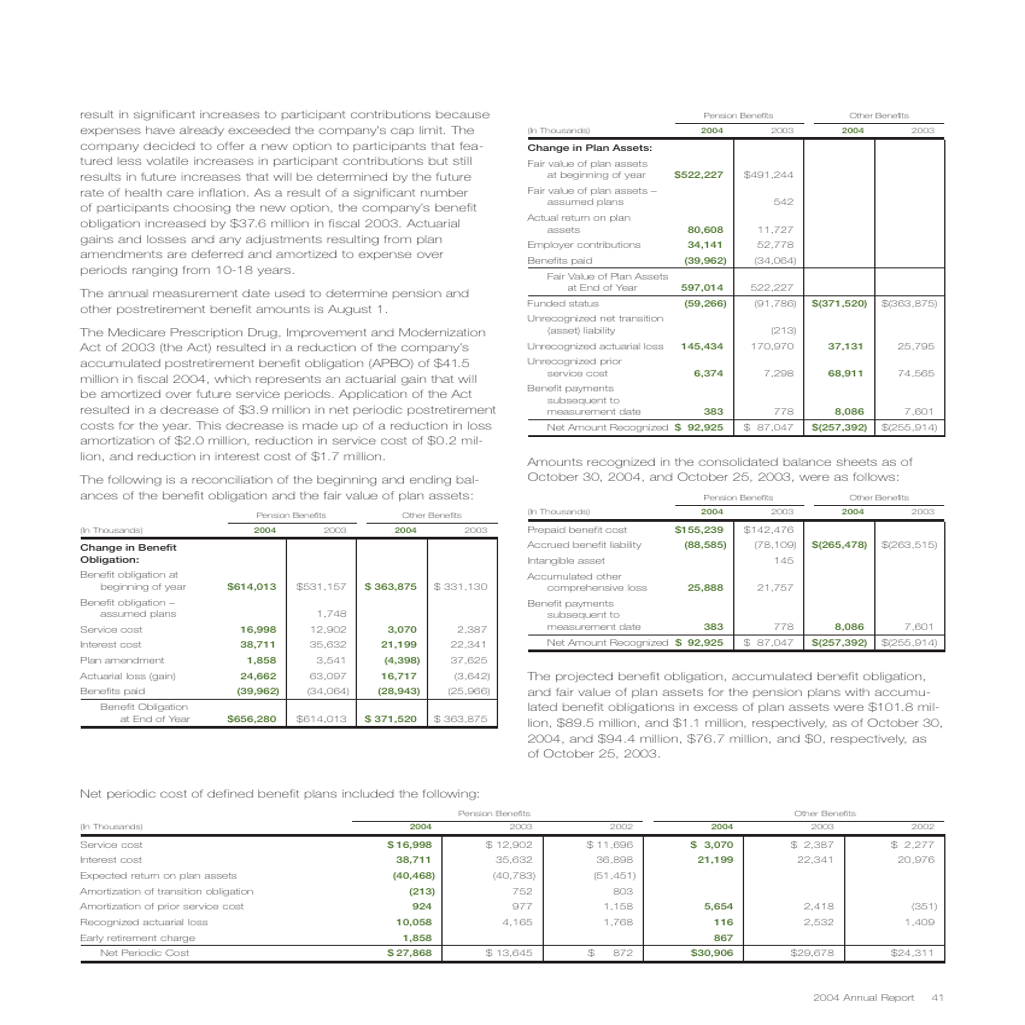 result in significant increases to participant contributions because
expenses have already exceeded the company's cap limit. The
company decided to offer a new option to participants that fea-
tured less volatile increases in participant contributions but still
results in future increases that will be determined by the future
rate of health care inflation. As a result of a significant number
of participants choosing the new option, the company's benefit
obligation increased by $37.6 million in fiscal 2003. Actuarial
gains and losses and any adjustments resulting from plan
amendments are deferred and amortized to expense over
periods ranging from 10-18 years.
The annual measurement date used to determine pension and
other postretirement benefit amounts is August 1.
The Medicare Prescription Drug, Improvement and Modernization
Act of 2003 (the Act) resulted in a reduction of the company's
accumulated postretirement benefit obligation (APBO) of $41.5
million in fiscal 2004, which represents an actuarial gain that will
be amortized over future service periods. Application of the Act
resulted in a decrease of $3.9 million in net periodic postretirement
costs for the year. This decrease is made up of a reduction in loss
amortization of $2.0 million, reduction in service cost of $0.2 mil-
lion, and reduction in interest cost of $1.7 million.
The following is a reconciliation of the beginning and ending bal-
ances of the benefit obligation and the fair value of plan assets:
Pension Benefits Other Benefits
(In Thousands) 2004 2003 2004 2003
Change in Benefit
Obligation:
Benefit obligation at
beginning of year $614,013 $531,157 $ 363,875 $ 331,130
Benefit obligation –
assumed plans 1,748
Service cost 16,998 12,902 3,070 2,387
Interest cost 38,711 35,632 21,199 22,341
Plan amendment 1,858 3,541 (4,398) 37,625
Actuarial loss (gain) 24,662 63,097 16,717 (3,642)
Benefits paid (39,962) (34,064) (28,943) (25,966)
Benefit Obligation
at End of Year $656,280 $614,013 $ 371,520 $ 363,875
Pension Benefits Other Benefits
(In Thousands) 2004 2003 2004 2003
Change in Plan Assets:
Fair value of plan assets
at beginning of year $522,227 $491,244
Fair value of plan assets –
assumed plans 542
Actual return on plan
assets 80,608 11,727
Employer contributions 34,141 52,778
Benefits paid (39,962) (34,064)
Fair Value of Plan Assets
at End of Year 597,014 522,227
Funded status (59,266) (91,786) $(371,520) $(363,875)
Unrecognized net transition
(asset) liability (213)
Unrecognized actuarial loss 145,434 170,970 37,131 25,795
Unrecognized prior
service cost 6,374 7,298 68,911 74,565
Benefit payments
subsequent to
measurement date 383 778 8,086 7,601
Net Amount Recognized $ 92,925 $ 87,047 $(257,392) $(255,914)
Amounts recognized in the consolidated balance sheets as of
October 30, 2004, and October 25, 2003, were as follows:
Pension Benefits Other Benefits
(In Thousands) 2004 2003 2004 2003
Prepaid benefit cost $155,239 $142,476
Accrued benefit liability (88,585) (78,109) $(265,478) $(263,515)
Intangible asset 145
Accumulated other
comprehensive loss 25,888 21,757
Benefit payments
subsequent to
measurement date 383 778 8,086 7,601
Net Amount Recognized $ 92,925 $ 87,047 $(257,392) $(255,914)
The projected benefit obligation, accumulated benefit obligation,
and fair value of plan assets for the pension plans with accumu-
lated benefit obligations in excess of plan assets were $101.8 mil-
lion, $89.5 million, and $1.1 million, respectively, as of October 30,
2004, and $94.4 million, $76.7 million, and $0, respectively, as
of October 25, 2003.
Net periodic cost of defined benefit plans included the following:
Pension Benefits Other Benefits
(In Thousands) 2004 2003 2002 2004 2003 2002
Service cost $ 16,998 $ 12,902 $ 11,696 $ 3,070 $ 2,387 $ 2,277
Interest cost 38,711 35,632 36,898 21,199 22,341 20,976
Expected return on plan assets (40,468) (40,783) (51,451)
Amortization of transition obligation (213) 752 803
Amortization of prior service cost 924 977 1,158 5,654 2,418 (351)
Recognized actuarial loss 10,058 4,165 1,768 116 2,532 1,409
Early retirement charge 1,858 867
Net Periodic Cost $ 27,868 $ 13,645 $ 872 $30,906 $29,678 $24,311
2004 Annual Report 41